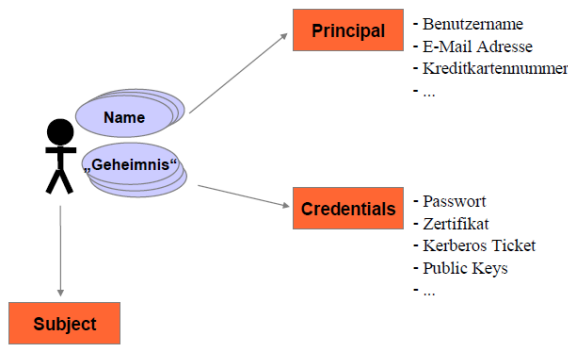 Principal
- Benutzername
- E-Mail Adresse
- Kreditkartennummer
- ...
Name
„Geheimnis“
Credentials
- Passwort
- Zertifikat
- Kerberos Ticket
- Public Keys
- ...
Subject